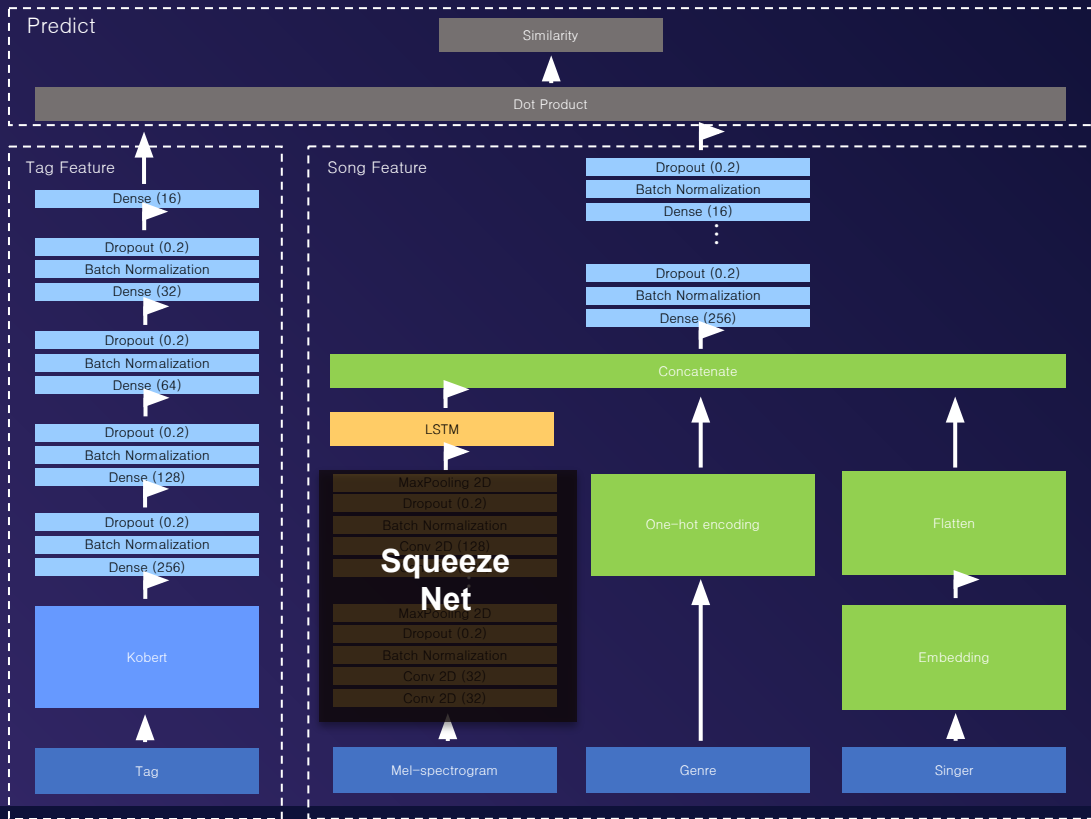 Predict
Similarity
Dot Product
Tag Feature
Dense (16)
Dropout (0.2)
Batch Normalization
Dense (32)
Dropout (0.2)
Batch Normalization
Dense (64)
Dropout (0.2)
Batch Normalization
Dense (128)
Dropout (0.2)
Batch Normalization
Dense (256)
Kobert
Tag
Song Feature
Dropout (0.2)
Batch Normalization
Dense (16)
Dropout (0.2)
Batch Normalization
Dense (256)
Concatenate
LSTM
MaxPooling 2D
Dropout (0.2)
Batch Normalization
Conv 2D (128)
Squeeze
Net
MaxPooling 2D
Dropout (0.2)
Batch Normalization
Conv 2D (32)
Conv 2D (32)
Mel-spectrogram
One-hot encoding
Genre
Flatten
Embedding
Singer